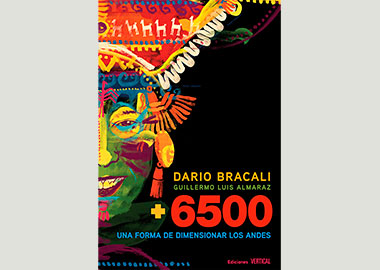 DARIO BRACALI
GUILLERMO LUIS ALMARAZ
+ 6500
UNA FORMA DE DIMENSIONAR LOS ANDES
Ediciones VERTICAL